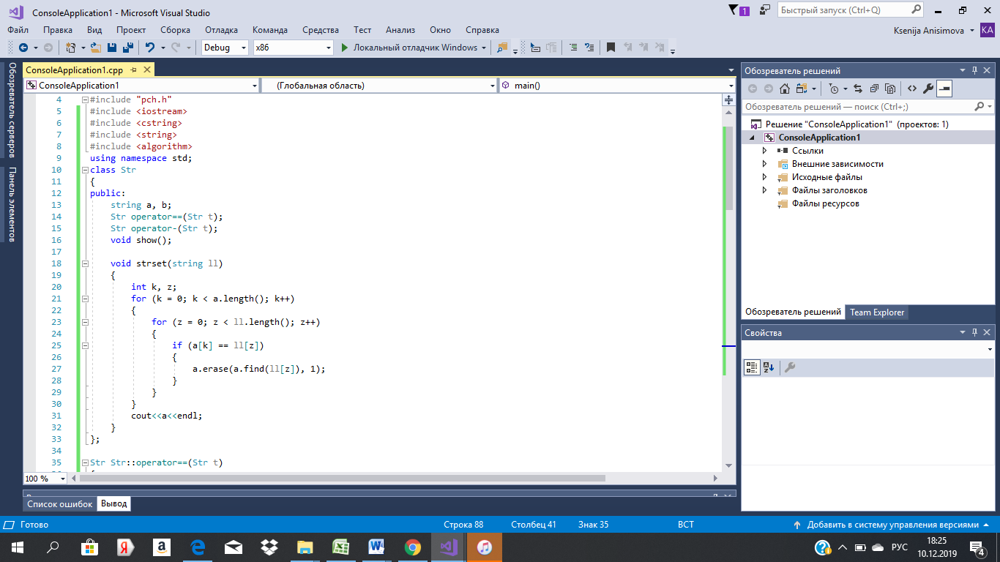 ConsoleApplication1 - Microsoft Visual Studio
1
Быстрый запуск (Ctrl+Q)
Файл Правка Вид Проект Сборка Отладка Команда Средства Тест Анализ Окно Справка
Ksenija Anisimova KA
Debug x86 Локальный отладчик Windows
Обозреватель серверов
Панель элементов
ConsoleApplication1.cpp
ConsoleApplication1 (Глобальная область) main()
4 #include "pch.h"
5 #include <iostream>
6 #include <cstring>
7 #include <string>
8 #include <algorithm>
9 using namespace std;
10 class Str
11 {
12 public:
13 string a, b;
14 Str operator==(Str t);
15 Str operator-(Str t);
16 void show();
17
18 void strset(string ll)
19 {
20 int k, z;
21 for (k = 0; k < a.length(); k++)
22 {
23 for (z = 0; z < ll.length(); z++)
24 {
25 if (a[k] == ll[z])
26 {
27 a.erase(a.find(ll[z]), 1);
28 }
29 }
30 }
31 cout<<a<<endl;
32 }
33 };
34
35 Str Str::operator==(Str t)
100 %
Список ошибок Вывод
Обозреватель решений
Обозреватель решений — поиск (Ctrl+;)
Решение "ConsoleApplication1" (проектов: 1)
ConsoleApplication1
Ссылки
Внешние зависимости
Исходные файлы
Файлы заголовков
Файлы ресурсов
Обозреватель решений Team Explorer
Свойства
Готово Строка 88 Столбец 41 Знак 35 ВСТ Добавить в систему управления версиями
РУС
18:25
10.12.2019
4